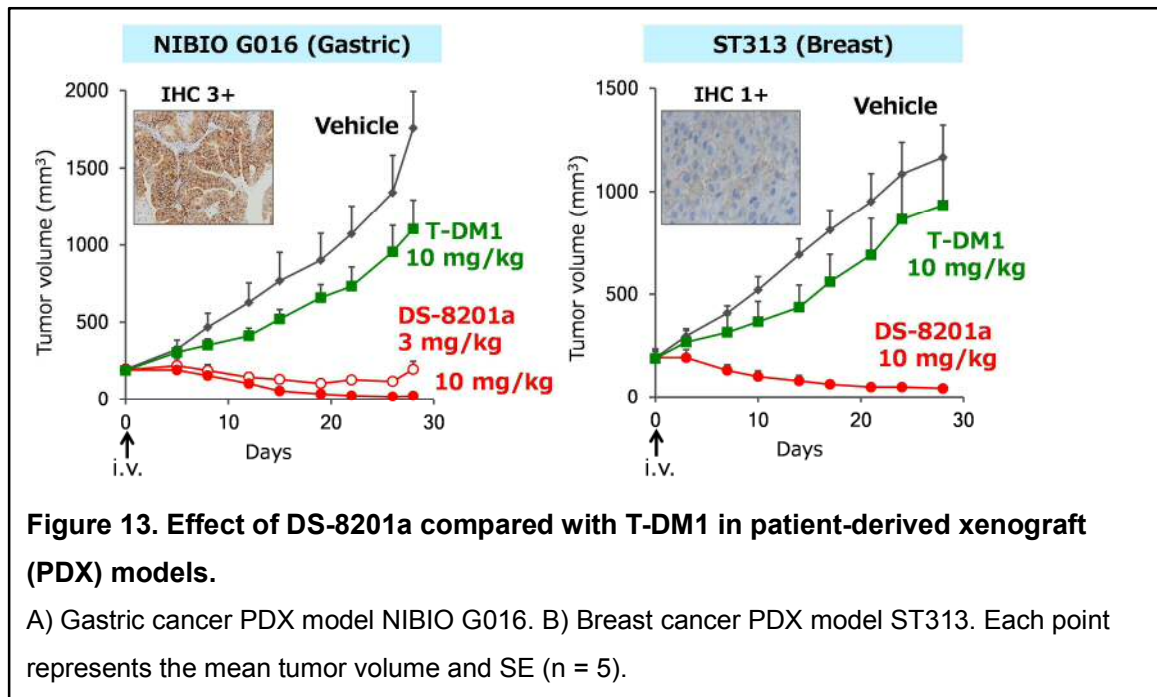 NIBIO G016 (Gastric)
2000
1500
1000
500
0
Tumor volume (mm³)
IHC 3+
Vehicle
T-DM1
10 mg/kg
DS-8201a
3 mg/kg
10 mg/kg
0 10 20 30
Days
i.v.
ST313 (Breast)
1500
1000
500
0
Tumor volume (mm³)
IHC 1+
Vehicle
T-DM1
10 mg/kg
DS-8201a
10 mg/kg
0 10 20 30
Days
i.v.
Figure 13. Effect of DS-8201a compared with T-DM1 in patient-derived xenograft
(PDX) models.
A) Gastric cancer PDX model NIBIO G016. B) Breast cancer PDX model ST313. Each point
represents the mean tumor volume and SE (n = 5).